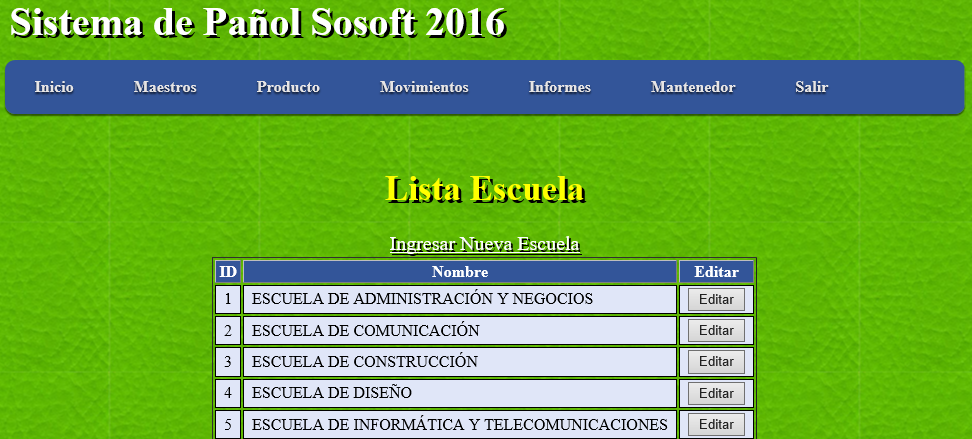 Sistema de Pañol Sosoft 2016
Inicio Maestros Producto Movimientos Informes Mantenedor Salir
Lista Escuela
Ingresar Nueva Escuela
ID Nombre Editar
1 ESCUELA DE ADMINISTRACIÓN Y NEGOCIOS Editar
2 ESCUELA DE COMUNICACIÓN Editar
3 ESCUELA DE CONSTRUCCIÓN Editar
4 ESCUELA DE DISEÑO Editar
5 ESCUELA DE INFORMÁTICA Y TELECOMUNICACIONES Editar